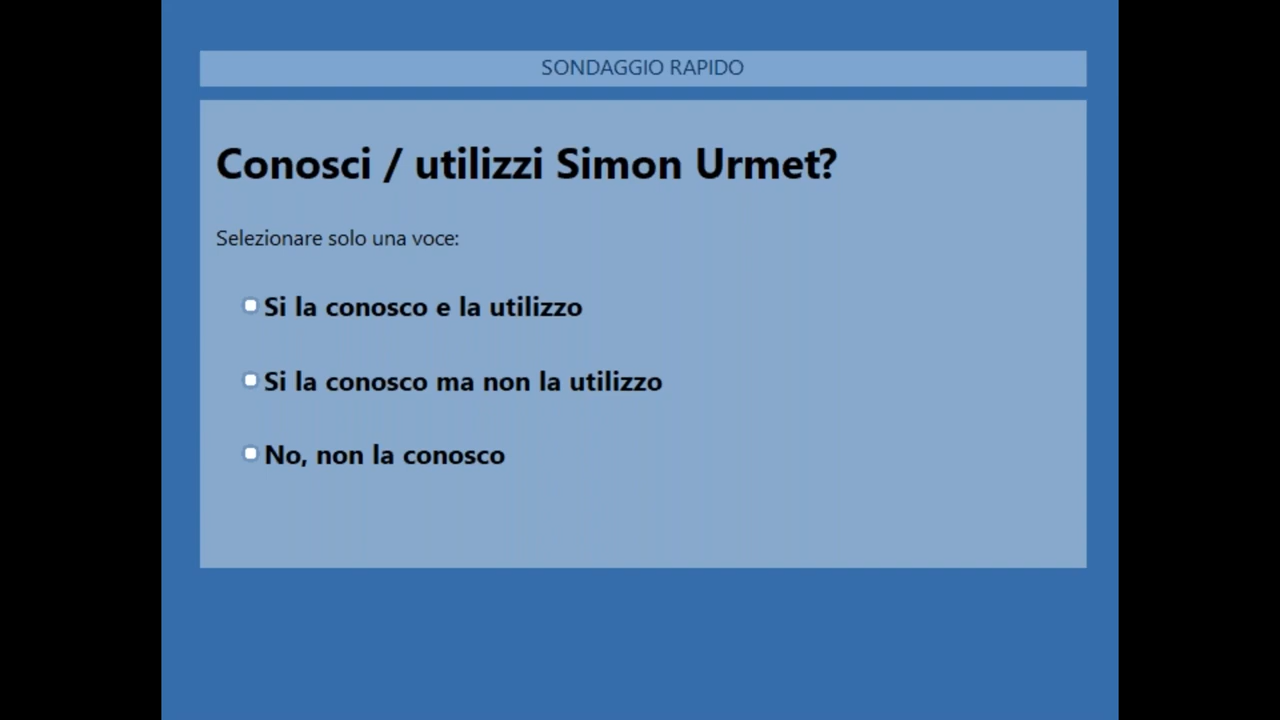 SONDAGGIO RAPIDO
Conosci / utilizzi Simon Urmet?
Selezionare solo una voce:
Si la conosco e la utilizzo
Si la conosco ma non la utilizzo
No, non la conosco